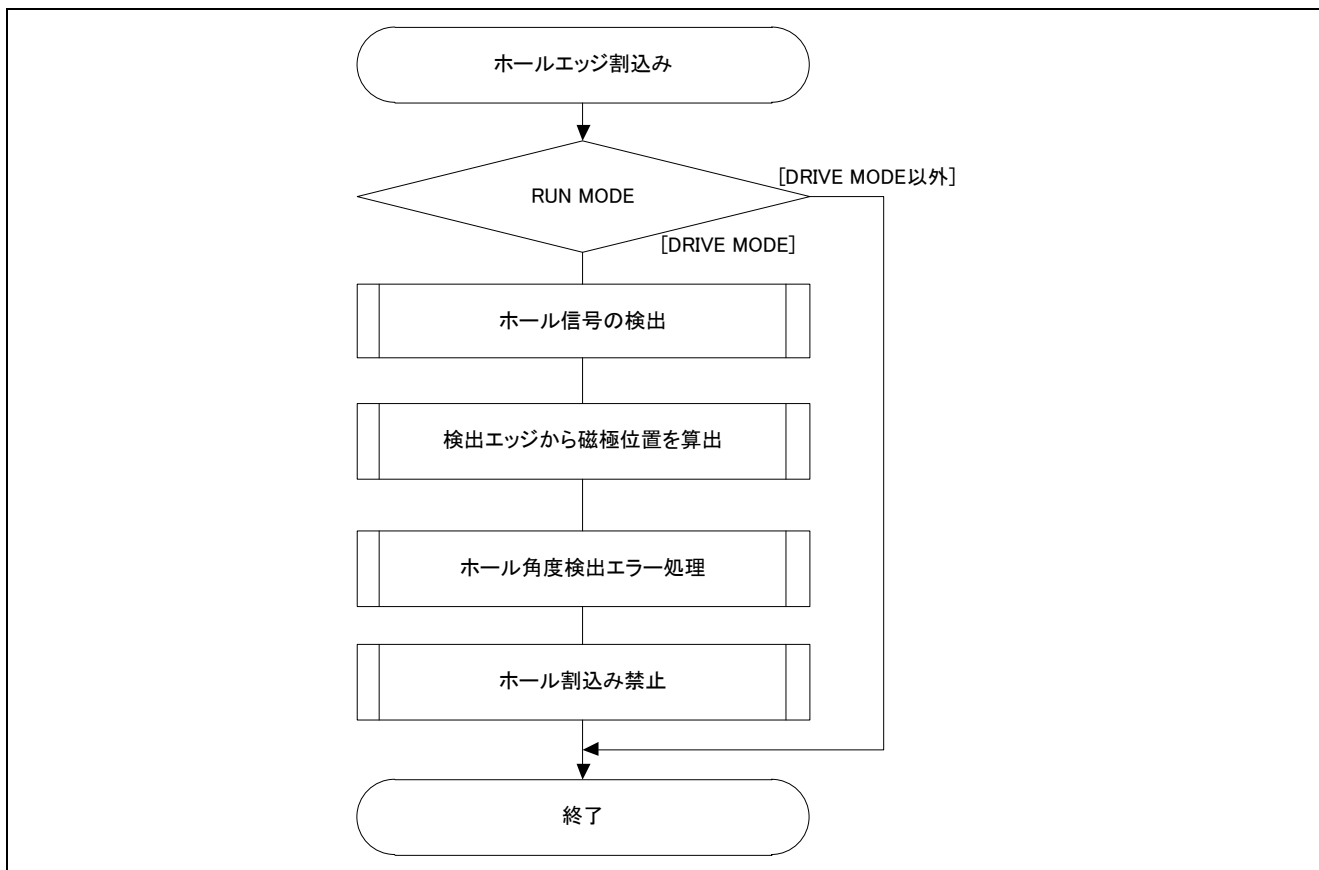 ホールエッジ割込み
RUN MODE
[DRIVE MODE以外]
[DRIVE MODE]
ホール信号の検出
検出エッジから磁極位置を算出
ホール角度検出エラー処理
ホール割込み禁止
終了